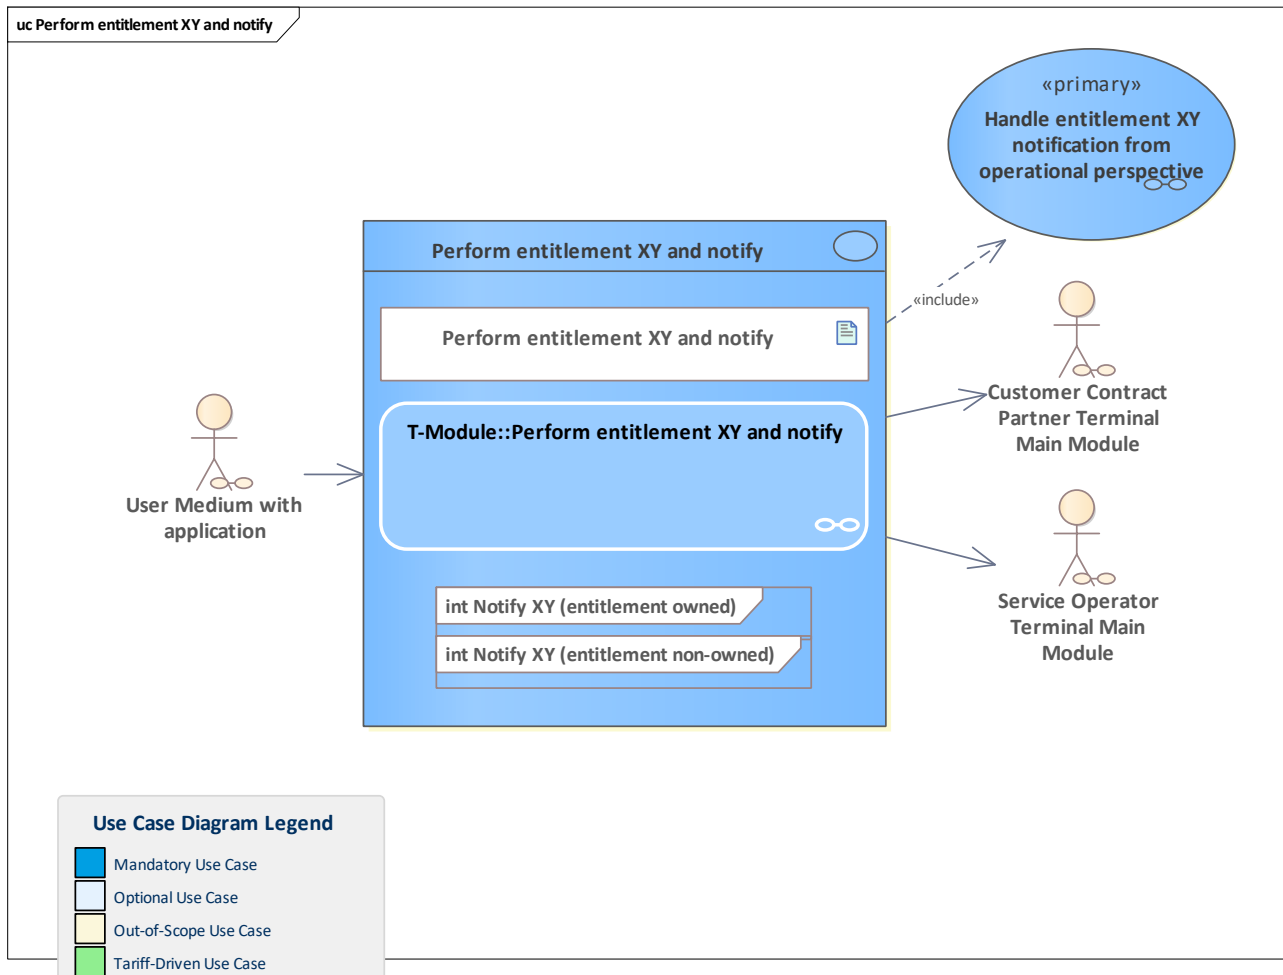 uc Perform entitlement XY and notify
«primary»
Handle entitlement XY
notification from
operational perspective
Perform entitlement XY and notify
«include»
Perform entitlement XY and notify
Customer Contract
Partner Terminal
Main Module
T-Module::Perform entitlement XY and notify
User Medium with
application
Service Operator
Terminal Main
Module
int Notify XY (entitlement owned)
int Notify XY (entitlement non-owned)
Use Case Diagram Legend
Mandatory Use Case
Optional Use Case
Out-of-Scope Use Case
Tariff-Driven Use Case